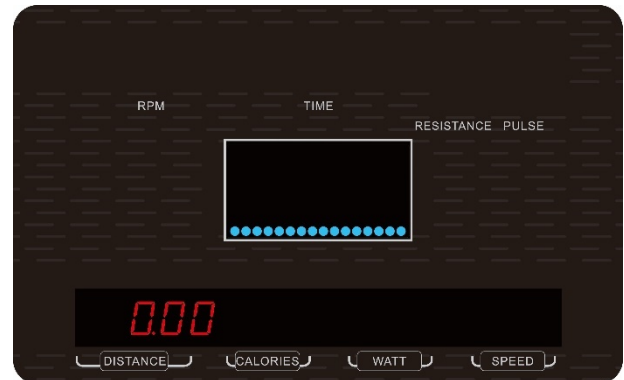 RPM TIME
RESISTANCE PULSE
0.00
DISTANCE CALORIES WATT SPEED